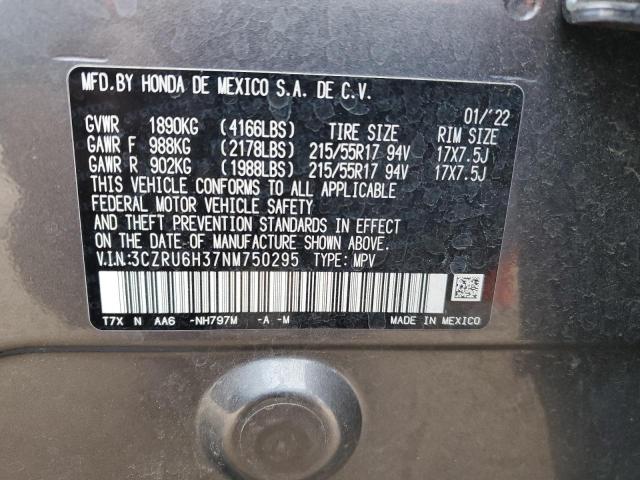 MFD. BY HONDA DE MEXICO S.A. DE C.V.
01/'22
GVWR 1890KG (4166LBS) TIRE SIZE RIM SIZE
GAWR F 988KG (2178LBS) 215/55R17 94V 17X7.5J
GAWR R 902KG (1988LBS) 215/55R17 94V 17X7.5J
THIS VEHICLE CONFORMS TO ALL APPLICABLE
FEDERAL MOTOR VEHICLE SAFETY
AND THEFT PREVENTION STANDARDS IN EFFECT
ON THE DATE OF MANUFACTURE SHOWN ABOVE.
V.I.N.:3CZRU6H37NM750295 TYPE: MPV
T7X N AA6 -NH797M -A -M MADE IN MEXICO